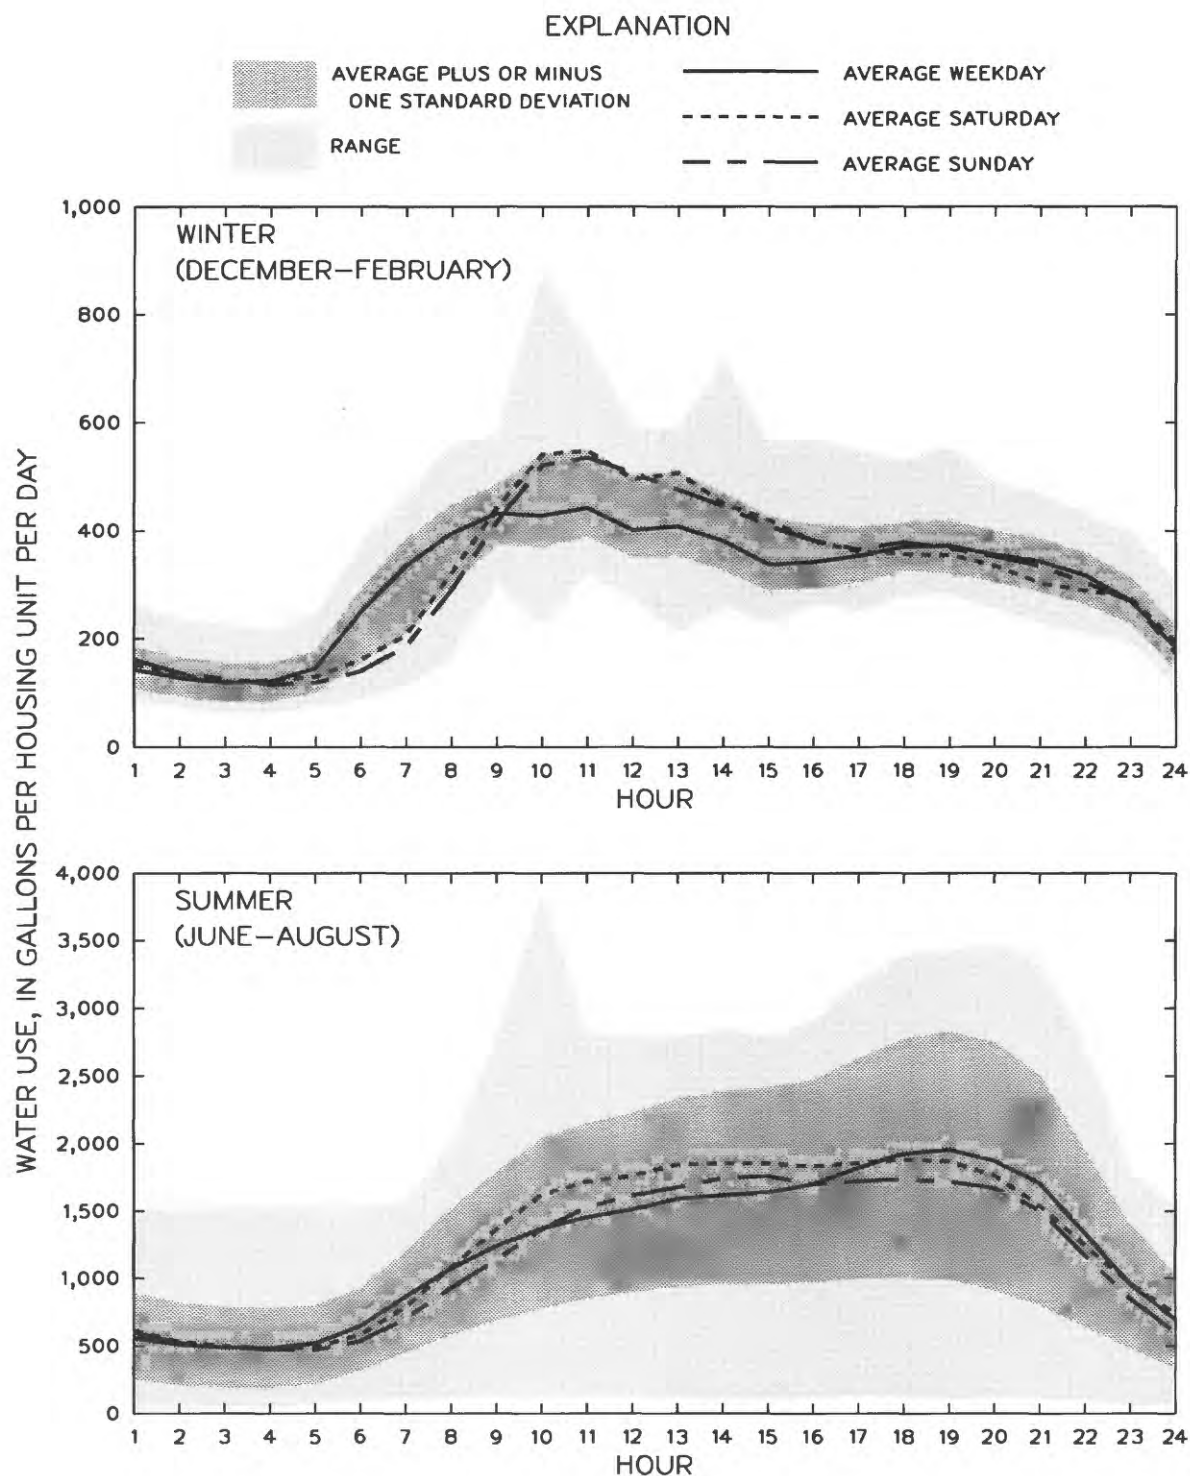 EXPLANATION
AVERAGE PLUS OR MINUS
ONE STANDARD DEVIATION
RANGE
AVERAGE WEEKDAY
AVERAGE SATURDAY
AVERAGE SUNDAY
WATER USE, IN GALLONS PER HOUSING UNIT PER DAY
1,000
800
600
400
200
0
WINTER
(DECEMBER–FEBRUARY)
1 2 3 4 5 6 7 8 9 10 11 12 13 14 15 16 17 18 19 20 21 22 23 24
HOUR
4,000
3,500
3,000
2,500
2,000
1,500
1,000
500
0
SUMMER
(JUNE–AUGUST)
1 2 3 4 5 6 7 8 9 10 11 12 13 14 15 16 17 18 19 20 21 22 23 24
HOUR